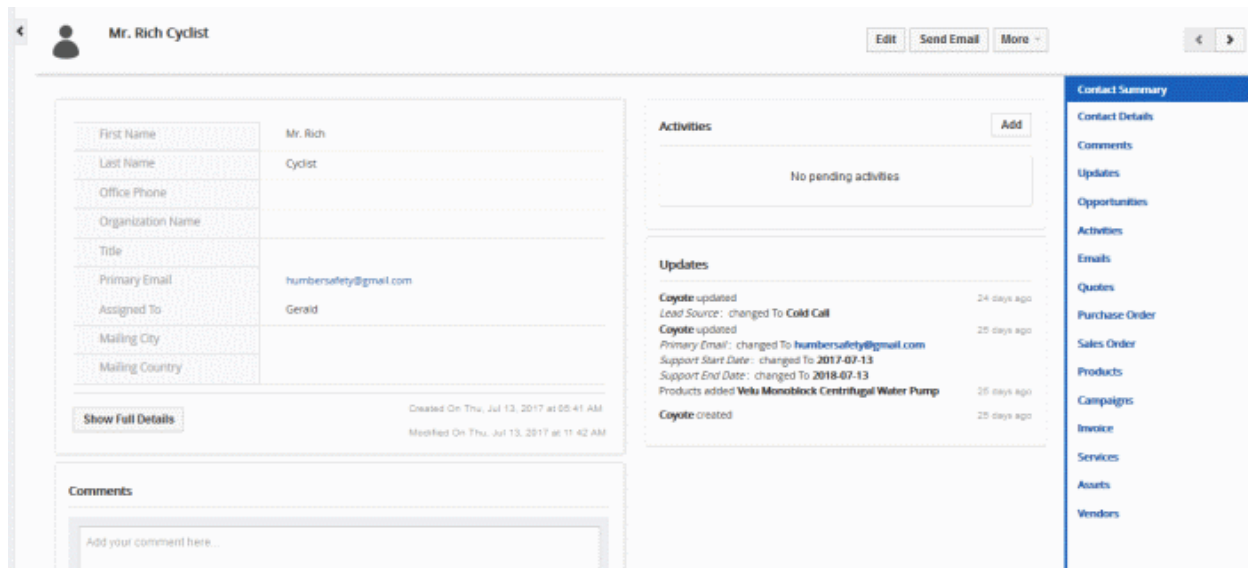 Mr. Rich Cyclist
Edit
Send Email
More
First Name Mr. Rich
Last Name Cyclist
Office Phone
Organization Name
Title
Primary Email humbersafety@gmail.com
Assigned To Gerald
Mailing City
Mailing Country
Show Full Details
Created On Thu, Jul 13, 2017 at 05:41 AM
Modified On Thu, Jul 13, 2017 at 11:42 AM
Comments
Add your comment here...
Activities
Add
No pending activities
Updates
Coyote updated 24 days ago
Lead Source : changed To Cold Call
Coyote updated 25 days ago
Primary Email : changed To humbersafety@gmail.com
Support Start Date : changed To 2017-07-13
Support End Date : changed To 2018-07-13
Products added Velu Monoblock Centrifugal Water Pump 25 days ago
Coyote created 25 days ago
Contact Summary
Contact Details
Comments
Updates
Opportunities
Activities
Emails
Quotes
Purchase Order
Sales Order
Products
Campaigns
Invoice
Services
Assets
Vendors